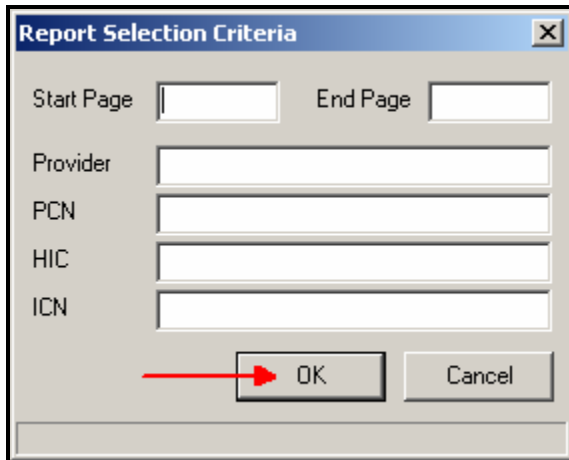 Report Selection Criteria
Start Page End Page
Provider
PCN
HIC
ICN
OK Cancel